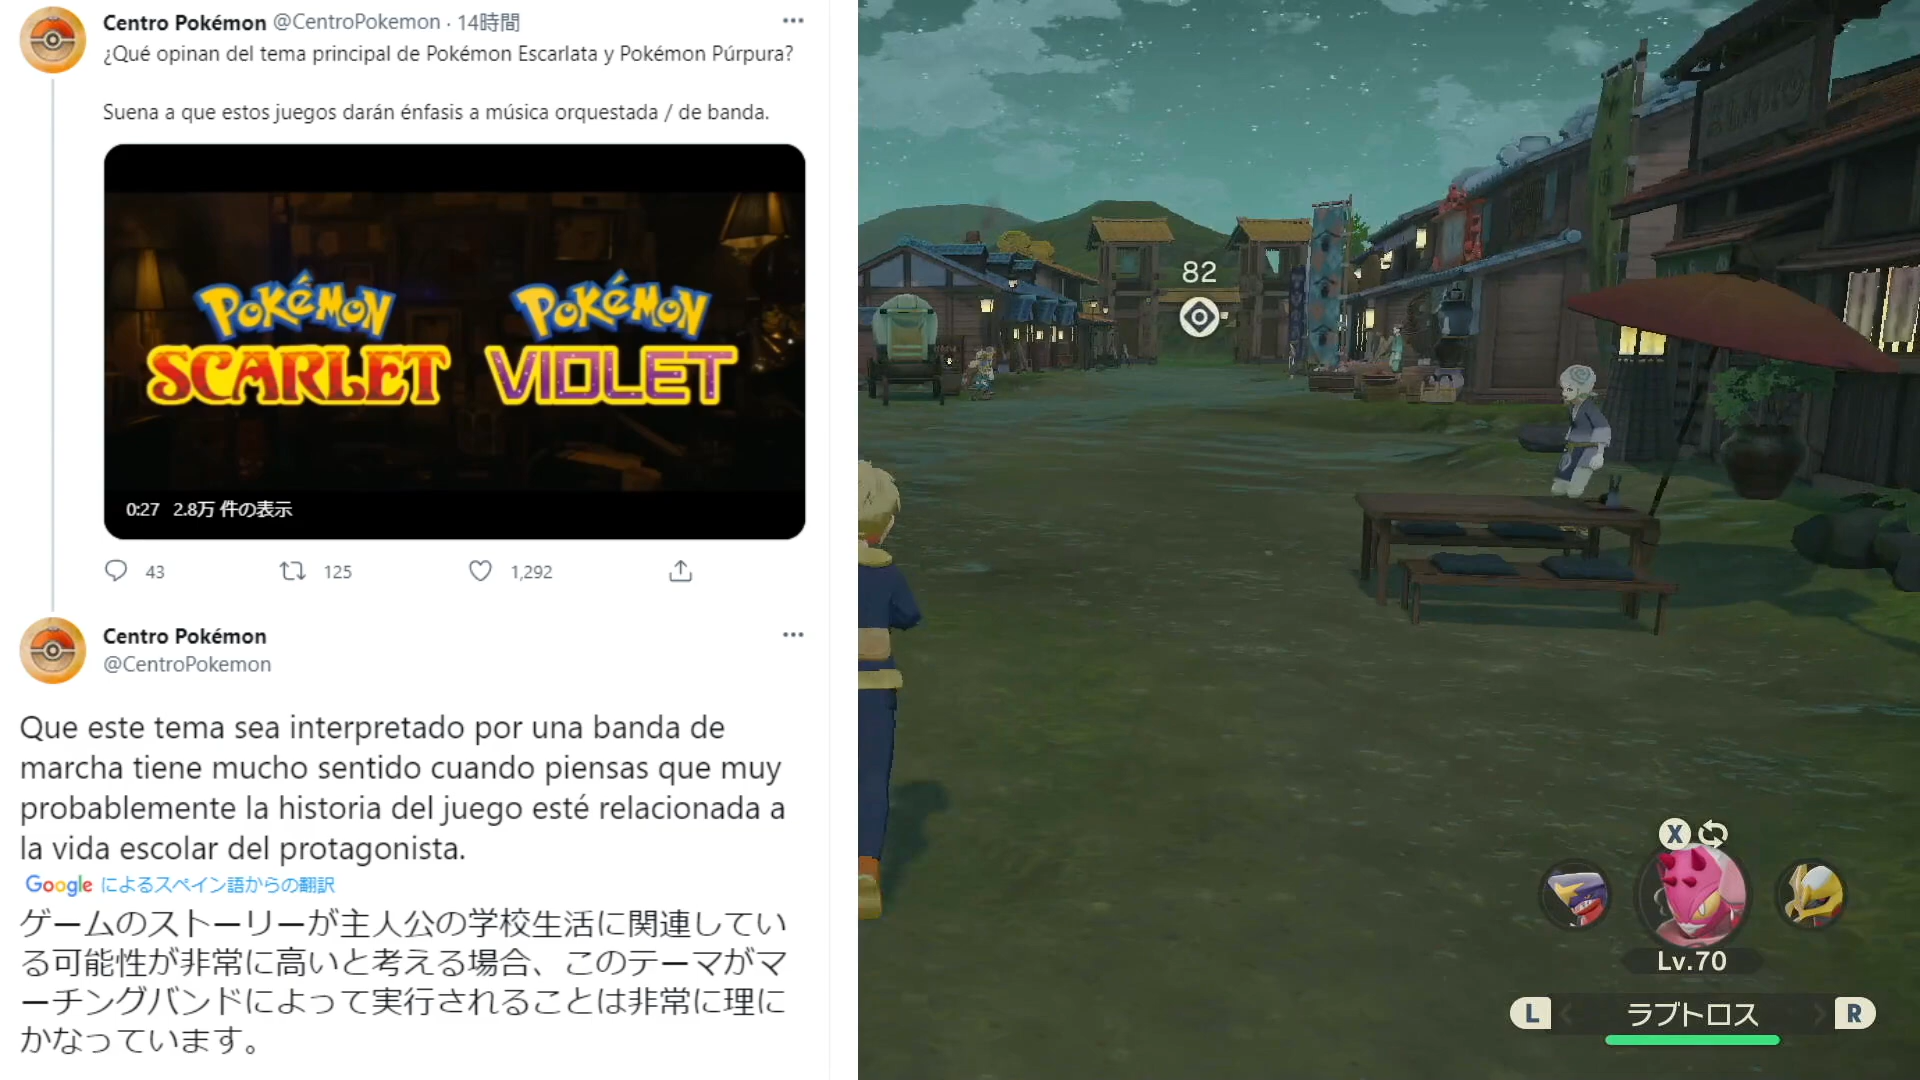 Centro Pokémon @CentroPokemon · 14時間
¿Qué opinan del tema principal de Pokémon Escarlata y Pokémon Púrpura?
Suena a que estos juegos darán énfasis a música orquestada / de banda.
POKéMON POKéMON
SCARLET VIOLET
0:27 2.8万 件の表示
43 125 1,292
Centro Pokémon
@CentroPokemon
Que este tema sea interpretado por una banda de
marcha tiene mucho sentido cuando piensas que muy
probablemente la historia del juego esté relacionada a
la vida escolar del protagonista.
Google によるスペイン語からの翻訳
ゲームのストーリーが主人公の学校生活に関連してい
る可能性が非常に高いと考える場合、このテーマがマ
ーチングバンドによって実行されることは非常に理に
かなっています。
82
X
Lv.70
L ラブトロス R